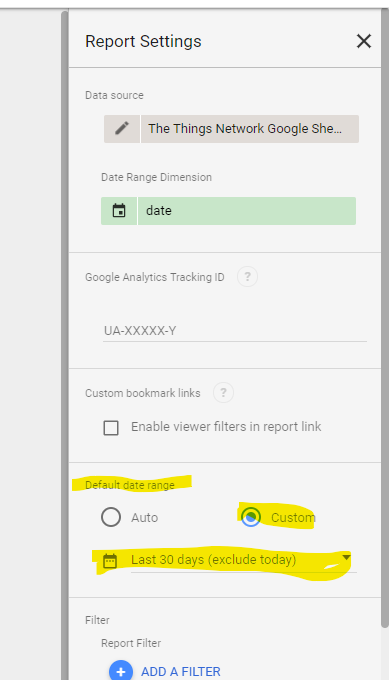 Report Settings
Data source
The Things Network Google She...
Date Range Dimension
date
Google Analytics Tracking ID ?
UA-XXXXX-Y
Custom bookmark links ?
Enable viewer filters in report link
Default date range
Auto Custom
Last 30 days (exclude today)
Filter
Report Filter
+ ADD A FILTER